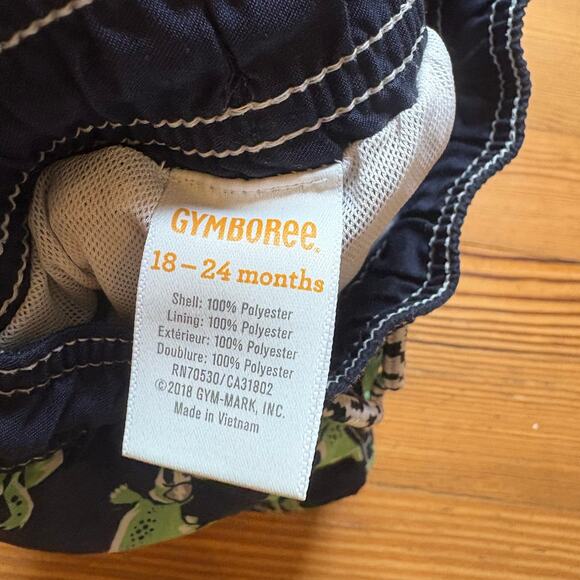 GYMBOREE.
18 – 24 months
Shell: 100% Polyester
Lining: 100% Polyester
Extérieur: 100% Polyester
Doublure: 100% Polyester
RN70530/CA31802
©2018 GYM-MARK, INC.
Made in Vietnam